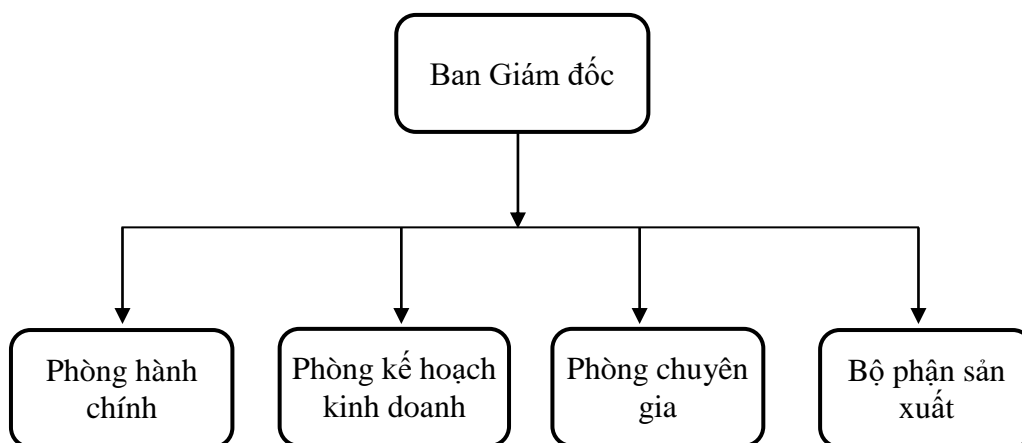 Ban Giám đốc
Phòng hành
chính
Phòng kế hoạch
kinh doanh
Phòng chuyên
gia
Bộ phận sản
xuất